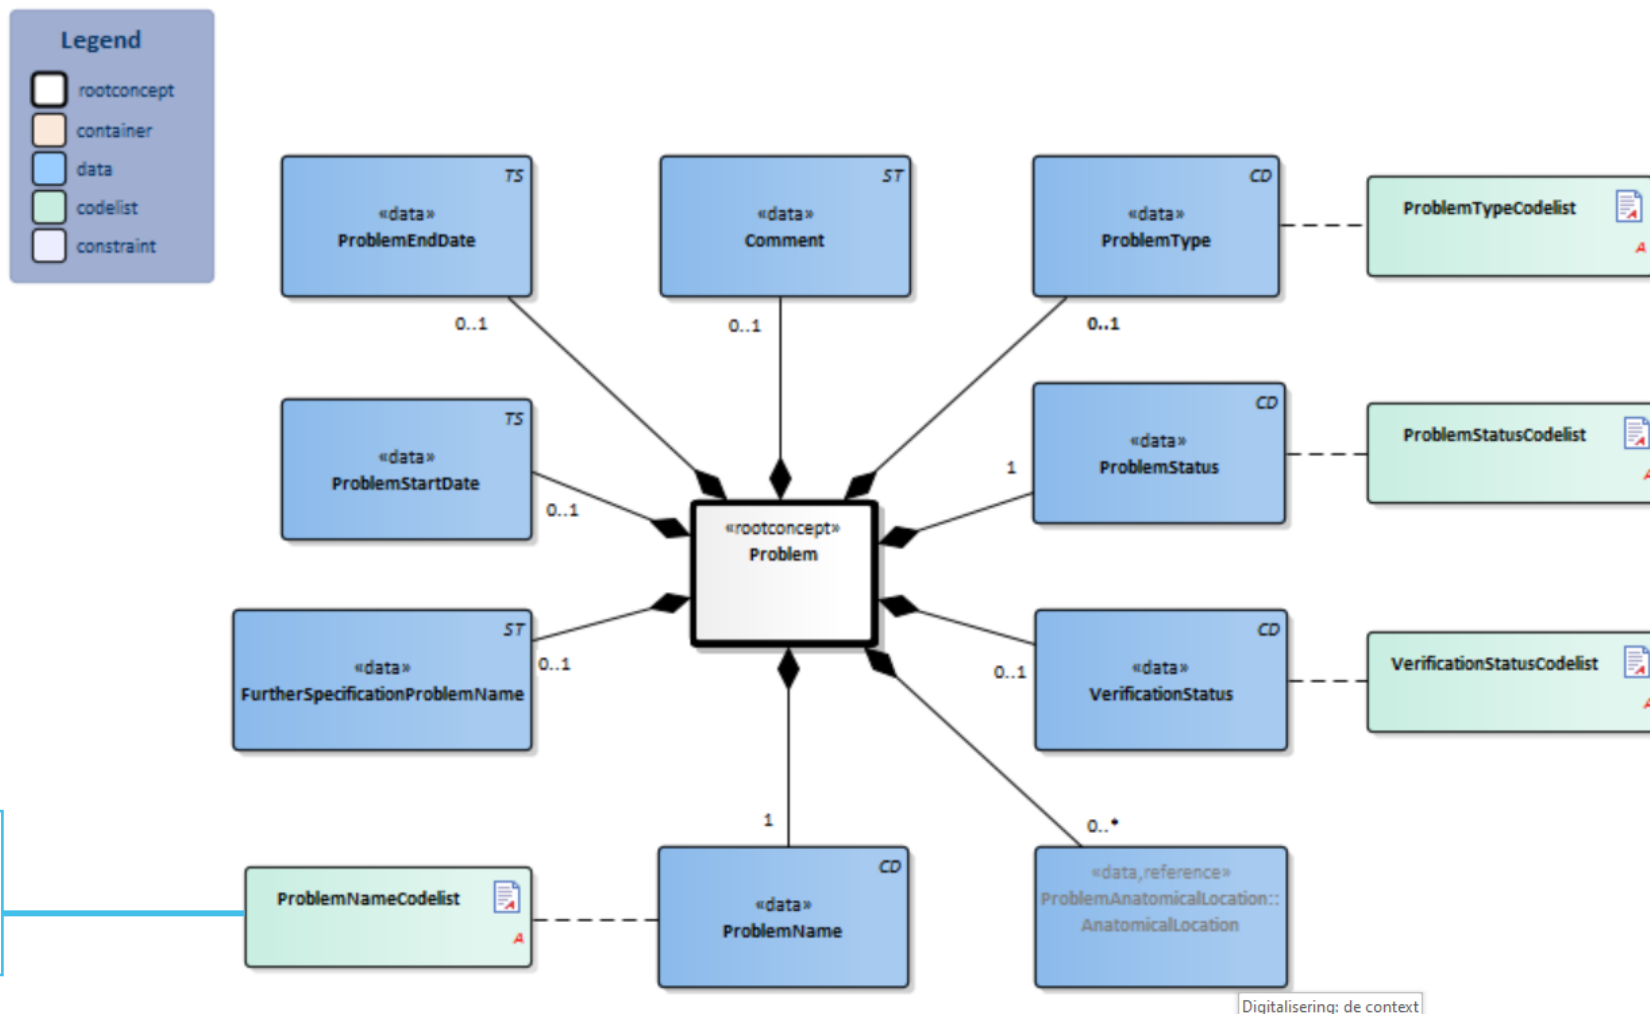 Legend
rootconcept
container
data
codelist
constraint
TS
«data»
ProblemEndDate
0..1
ST
«data»
Comment
0..1
CD
«data»
ProblemType
0..1
ProblemTypeCodelist
A
TS
«data»
ProblemStartDate
0..1
CD
«data»
ProblemStatus
1
ProblemStatusCodelist
A
«rootconcept»
Problem
ST
«data»
FurtherSpecificationProblemName
0..1
CD
«data»
VerificationStatus
0..1
VerificationStatusCodelist
A
ProblemNameCodelist
A
1
CD
«data»
ProblemName
0..*
«data,reference»
ProblemAnatomicalLocation::
AnatomicalLocation
Digitalisering: de context